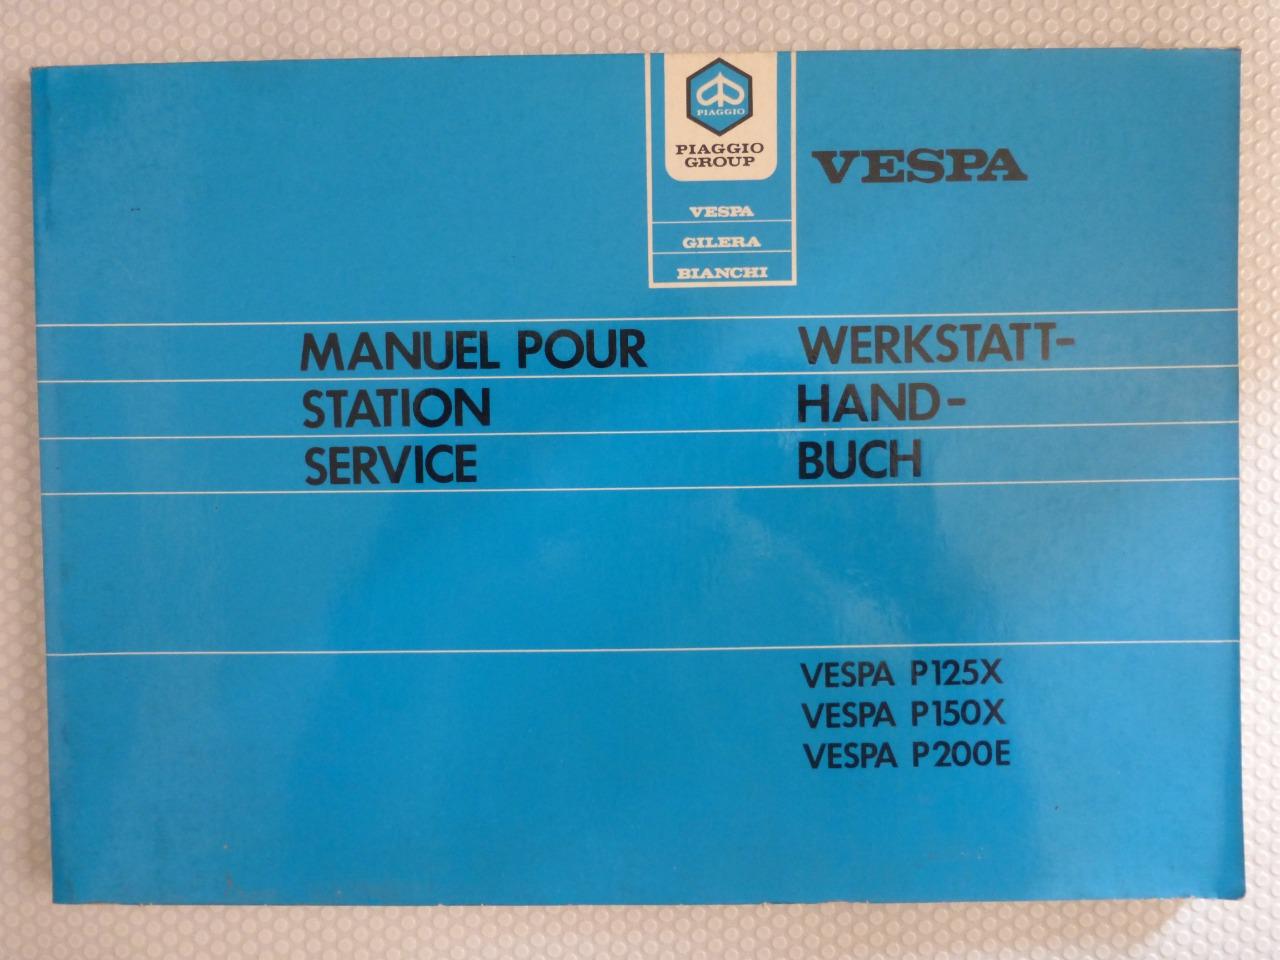 PIAGGIO
PIAGGIO
GROUP
VESPA
GILERA
BIANCHI
VESPA
MANUEL POUR
STATION
SERVICE
WERKSTATT-
HAND-
BUCH
VESPA P125X
VESPA P150X
VESPA P200E